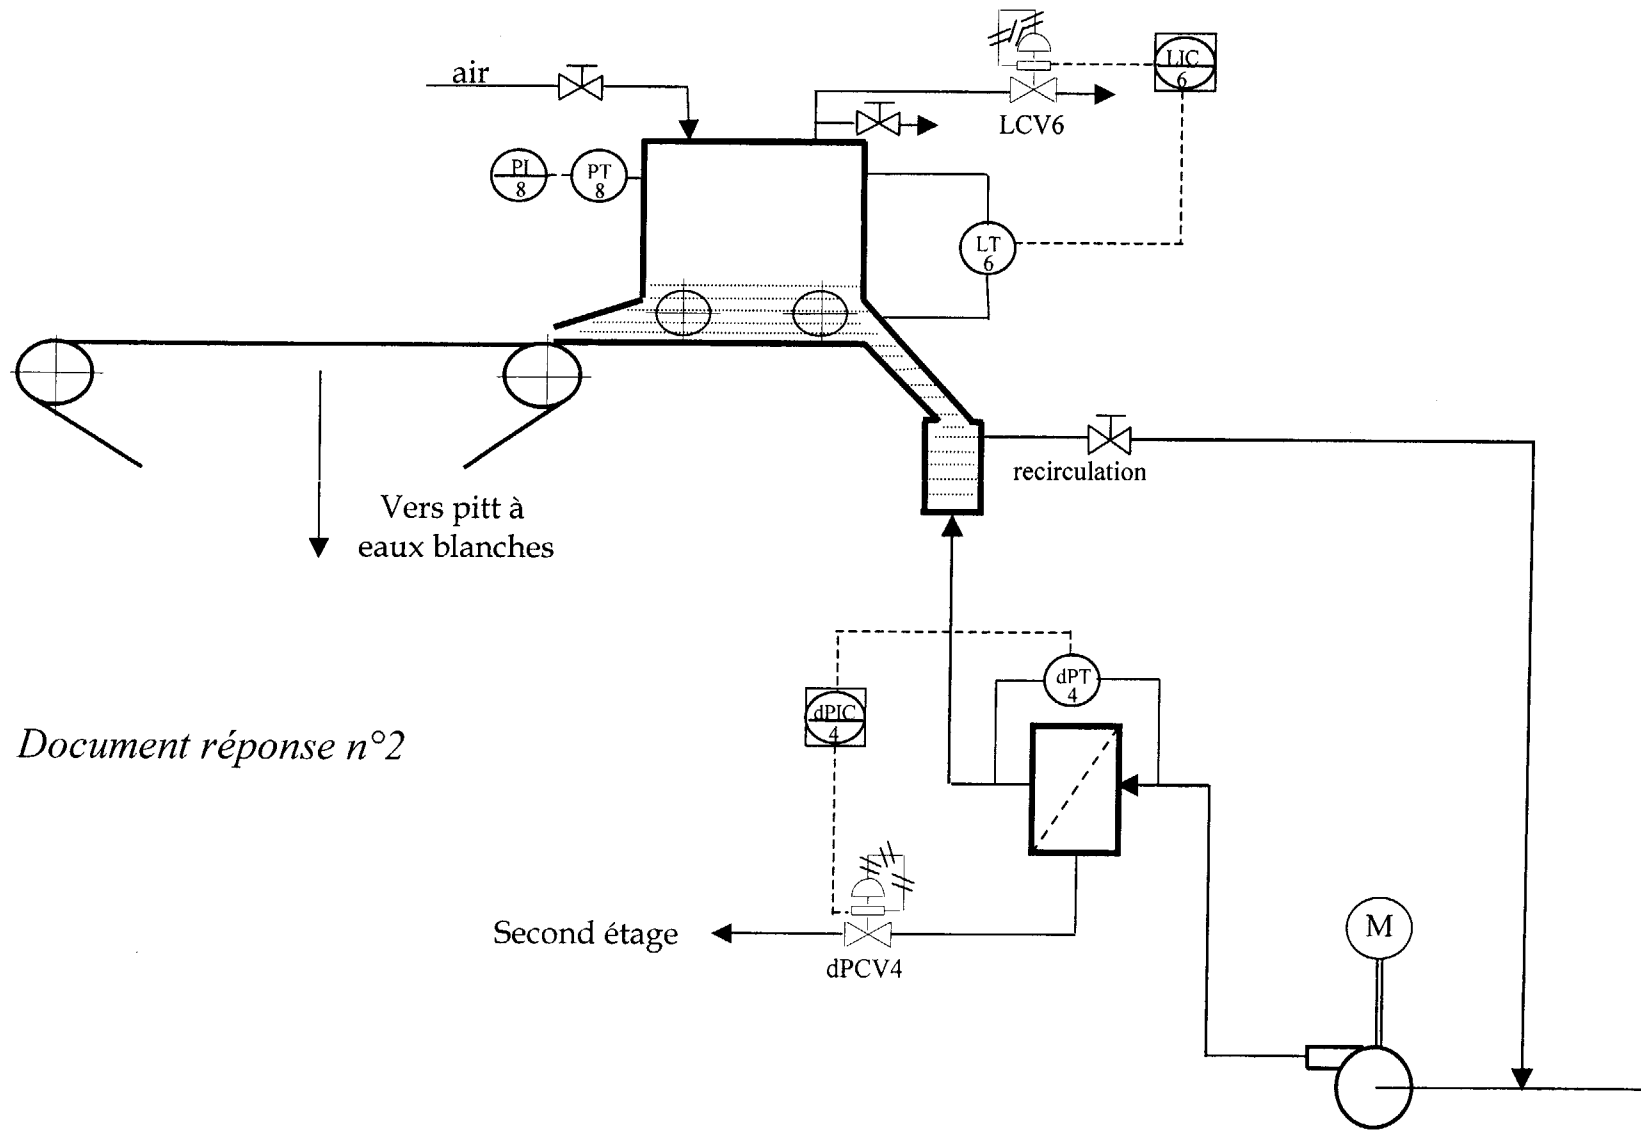 air
LIC
6
LCV6
PI
8
PT
8
LT
6
recirculation
Vers pitt à
eaux blanches
dPT
4
dPIC
4
Document réponse n°2
Second étage
dPCV4
M